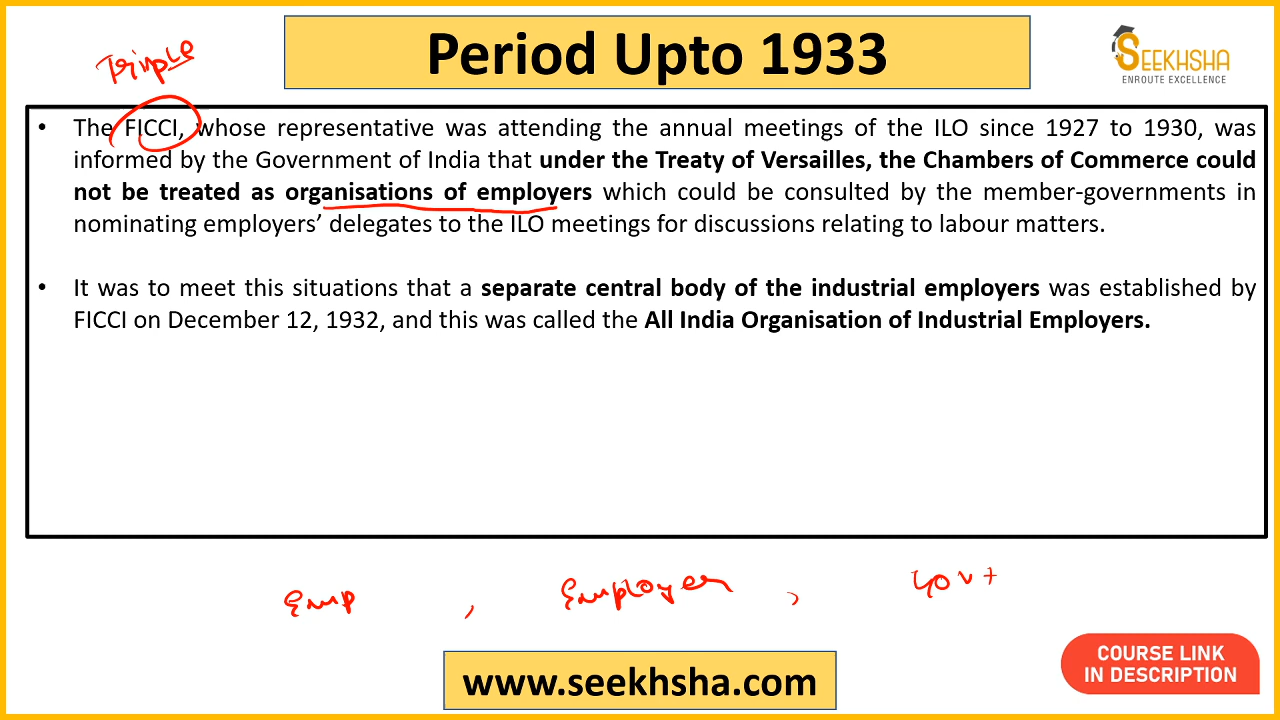 Period Upto 1933
SEEKHSHA
ENROUTE EXCELLENCE
Triple
• The FICCI, whose representative was attending the annual meetings of the ILO since 1927 to 1930, was
informed by the Government of India that under the Treaty of Versailles, the Chambers of Commerce could
not be treated as organisations of employers which could be consulted by the member-governments in
nominating employers’ delegates to the ILO meetings for discussions relating to labour matters.
• It was to meet this situations that a separate central body of the industrial employers was established by
FICCI on December 12, 1932, and this was called the All India Organisation of Industrial Employers.
Emp , Employer , Govt
COURSE LINK
IN DESCRIPTION
www.seekhsha.com